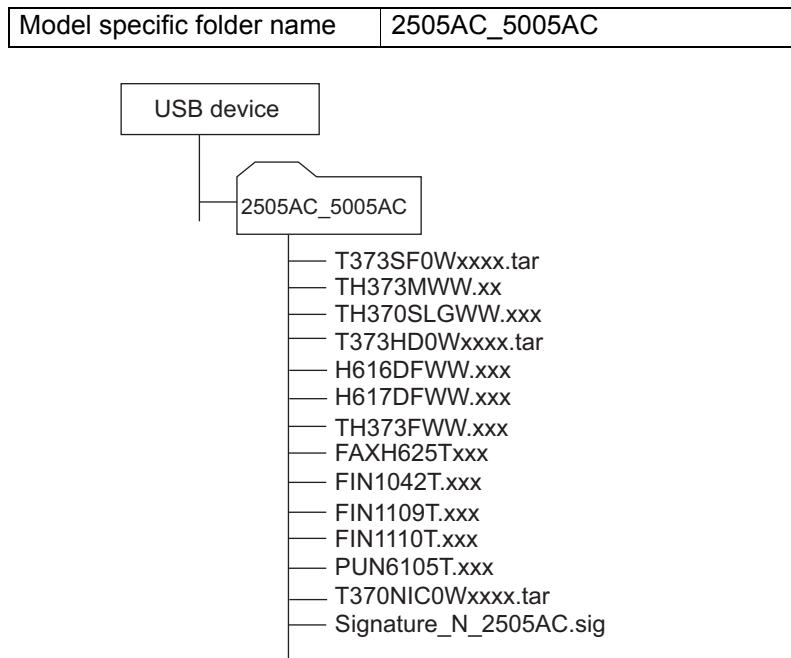 Model specific folder name 2505AC_5005AC
USB device
2505AC_5005AC
T373SF0Wxxxx.tar
TH373MWW.xx
TH370SLGWW.xxx
T373HD0Wxxxx.tar
H616DFWW.xxx
H617DFWW.xxx
TH373FWW.xxx
FAXH625Txxx
FIN1042T.xxx
FIN1109T.xxx
FIN1110T.xxx
PUN6105T.xxx
T370NIC0Wxxxx.tar
Signature_N_2505AC.sig